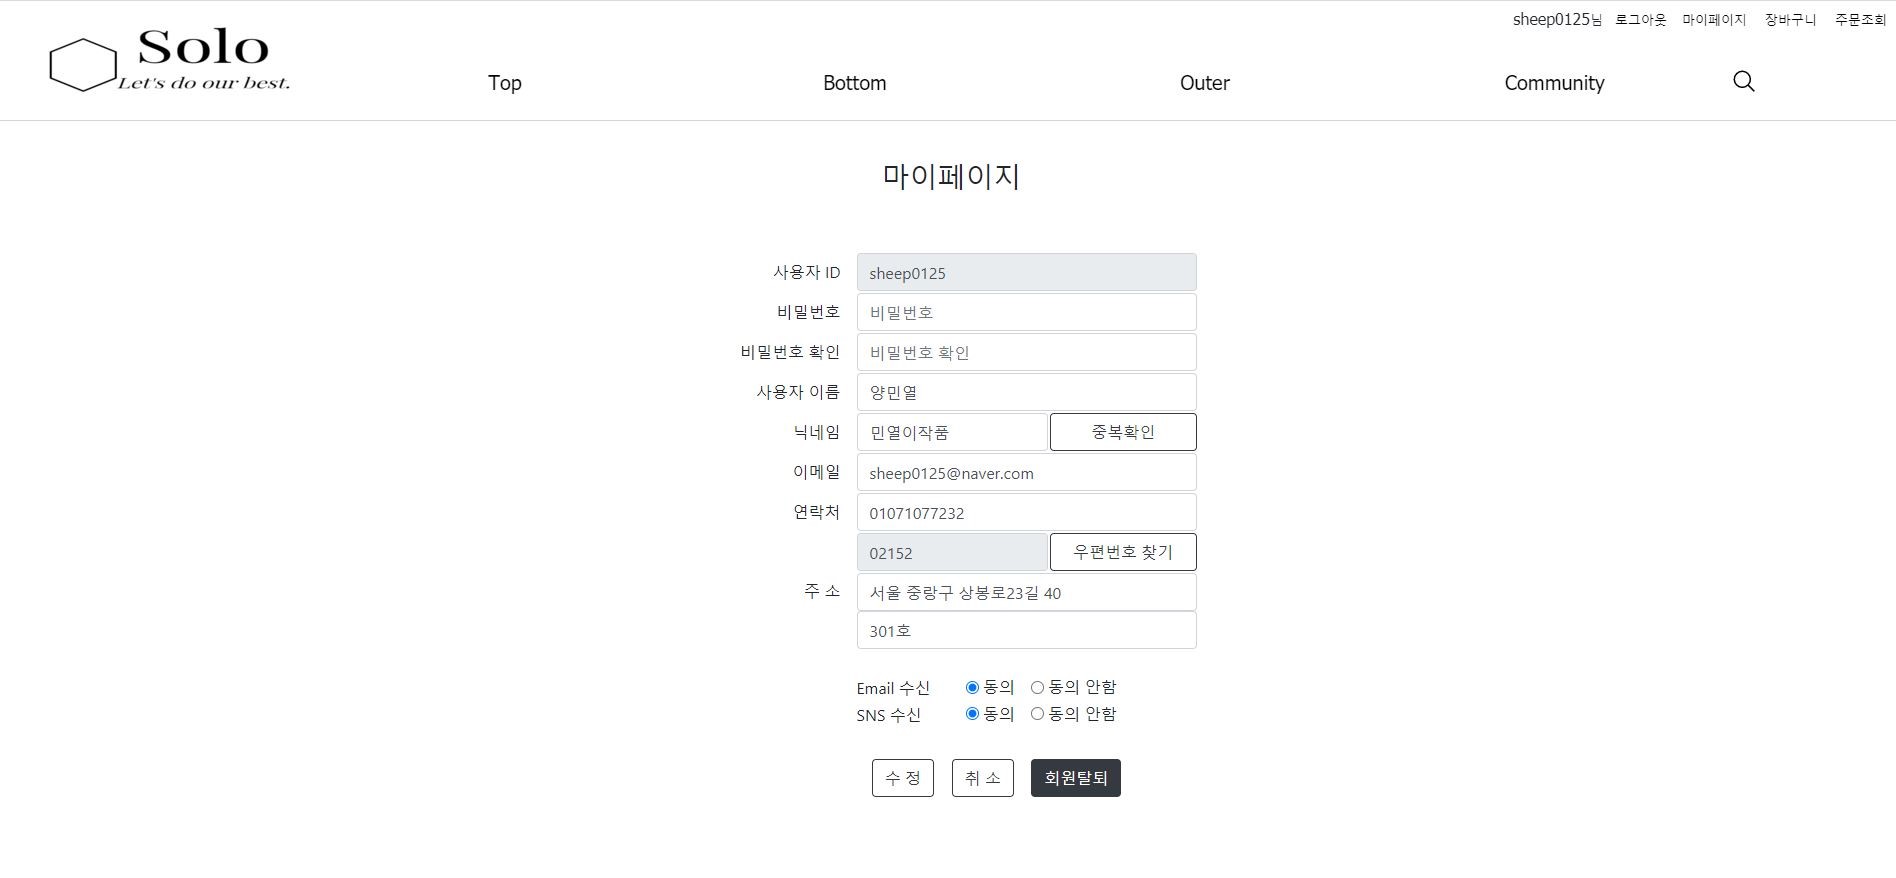 sheep0125님 로그아웃 마이페이지 장바구니 주문조회
Solo
Let's do our best.
Top Bottom Outer Community
마이페이지
사용자 ID sheep0125
비밀번호 비밀번호
비밀번호 확인 비밀번호 확인
사용자 이름 양민열
닉네임 민열이작품 중복확인
이메일 sheep0125@naver.com
연락처 01071077232
02152 우편번호 찾기
주 소 서울 중랑구 상봉로23길 40
301호
Email 수신 동의 동의 안함
SNS 수신 동의 동의 안함
수 정 취 소 회원탈퇴